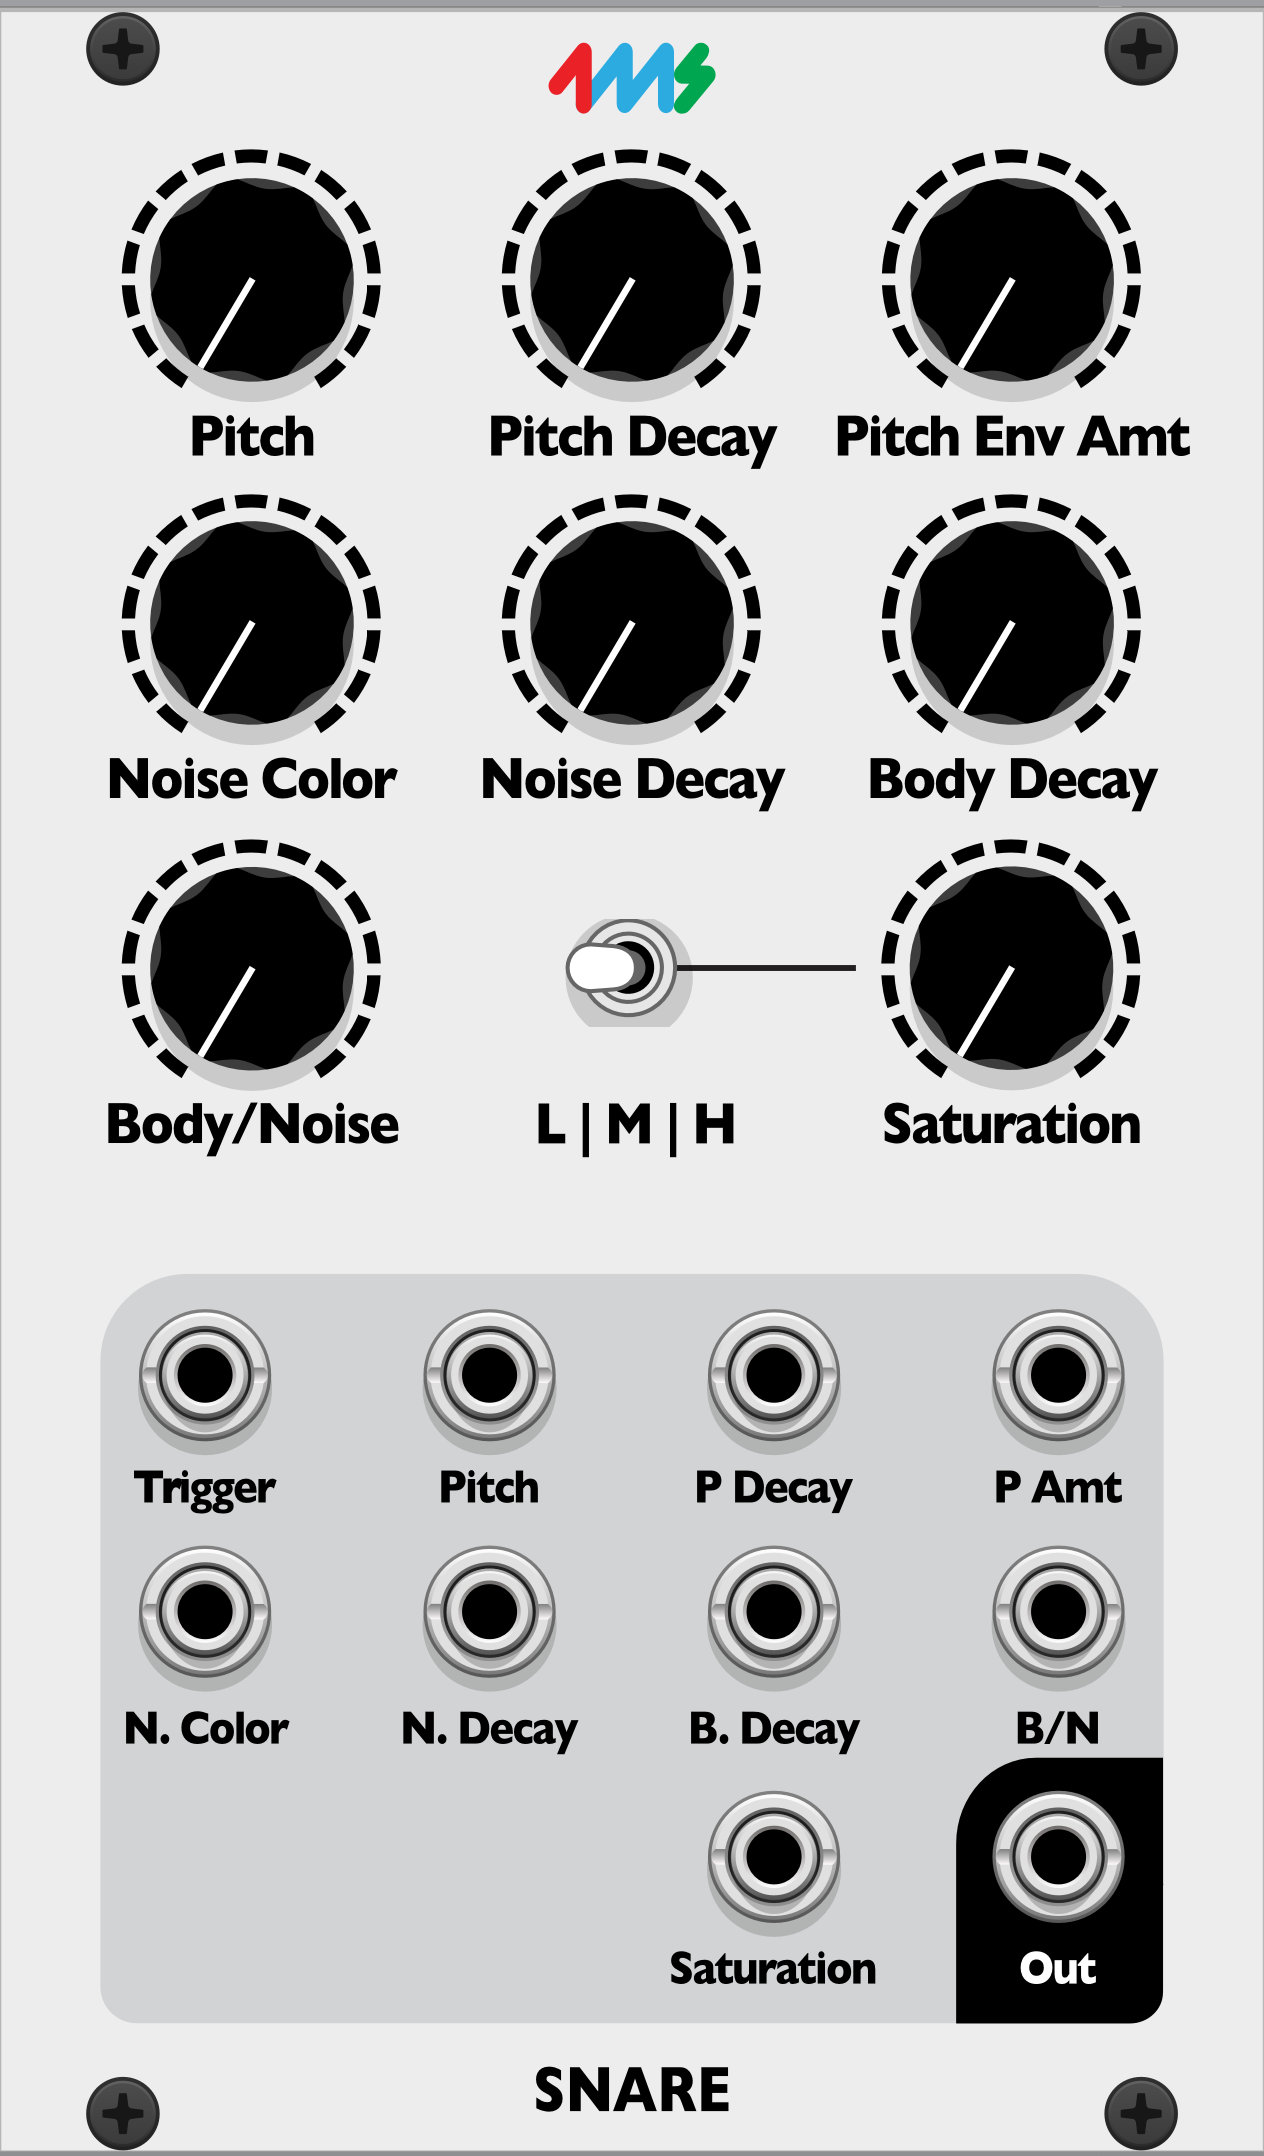 4MS
Pitch
Pitch Decay
Pitch Env Amt
Noise Color
Noise Decay
Body Decay
Body/Noise
L | M | H
Saturation
Trigger
Pitch
P Decay
P Amt
N. Color
N. Decay
B. Decay
B/N
Saturation
Out
SNARE